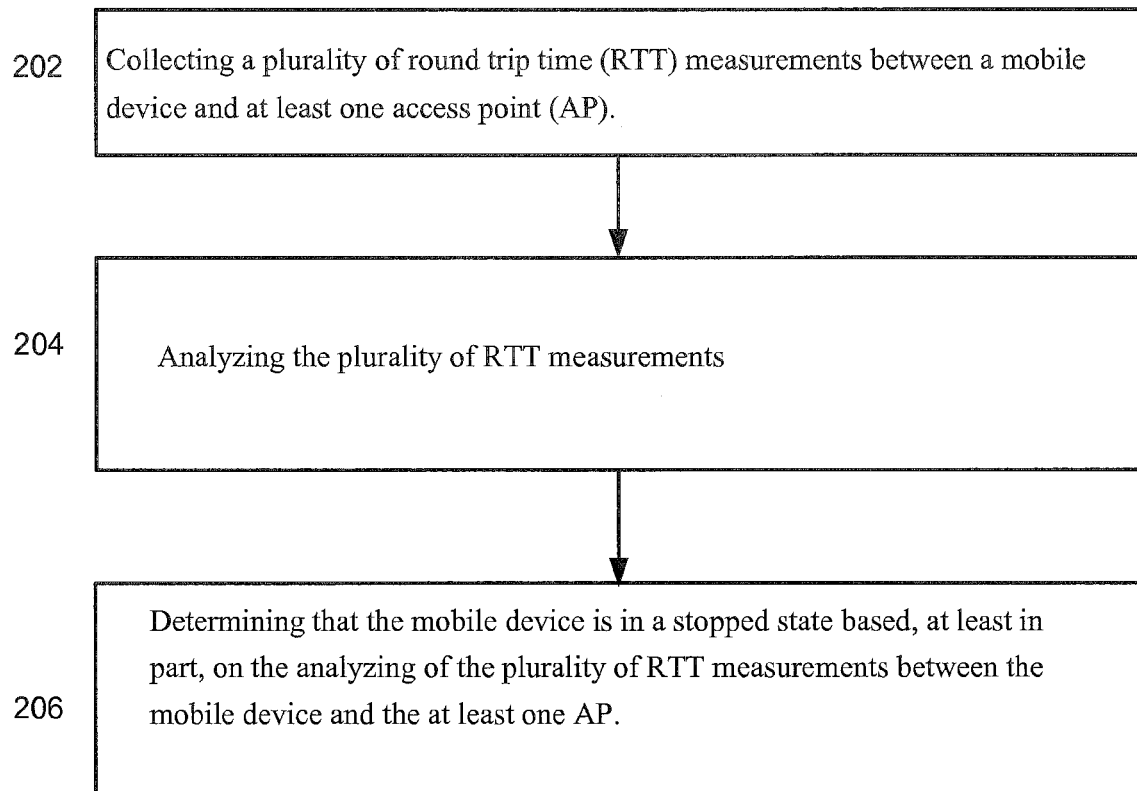 202
Collecting a plurality of round trip time (RTT) measurements between a mobile
device and at least one access point (AP).
204
Analyzing the plurality of RTT measurements
Determining that the mobile device is in a stopped state based, at least in
part, on the analyzing of the plurality of RTT measurements between the
206
mobile device and the at least one AP.